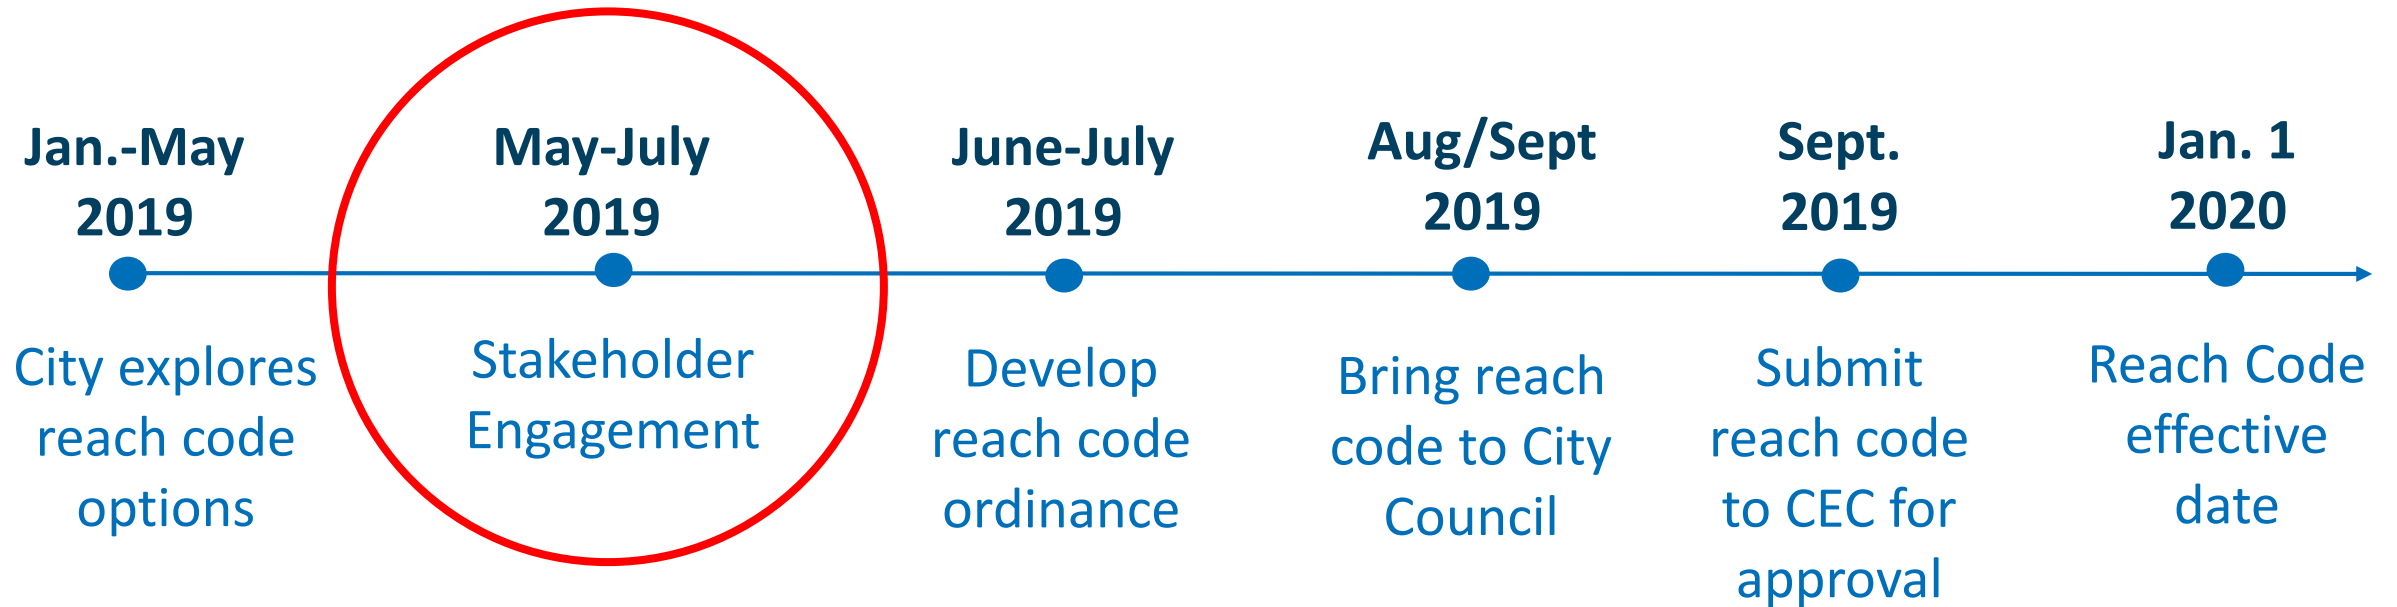 Jan.-May
2019
City explores
reach code
options
May-July
2019
Stakeholder
Engagement
June-July
2019
Develop
reach code
ordinance
Aug/Sept
2019
Bring reach
code to City
Council
Sept.
2019
Submit
reach code
to CEC for
approval
Jan. 1
2020
Reach Code
effective
date